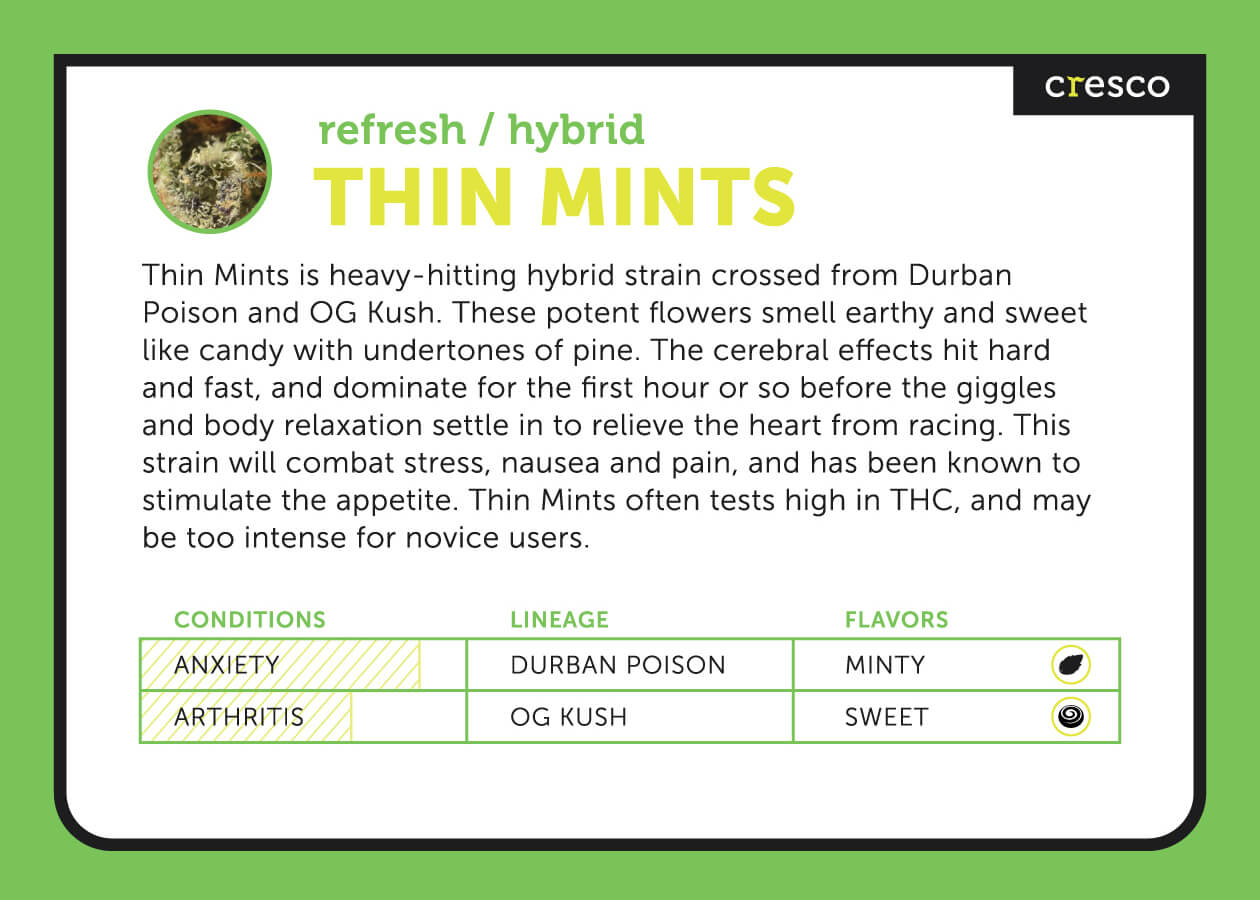 cresco
refresh / hybrid
THIN MINTS
Thin Mints is heavy-hitting hybrid strain crossed from Durban
Poison and OG Kush. These potent flowers smell earthy and sweet
like candy with undertones of pine. The cerebral effects hit hard
and fast, and dominate for the first hour or so before the giggles
and body relaxation settle in to relieve the heart from racing. This
strain will combat stress, nausea and pain, and has been known to
stimulate the appetite. Thin Mints often tests high in THC, and may
be too intense for novice users.
CONDITIONS LINEAGE FLAVORS
ANXIETY DURBAN POISON MINTY
ARTHRITIS OG KUSH SWEET